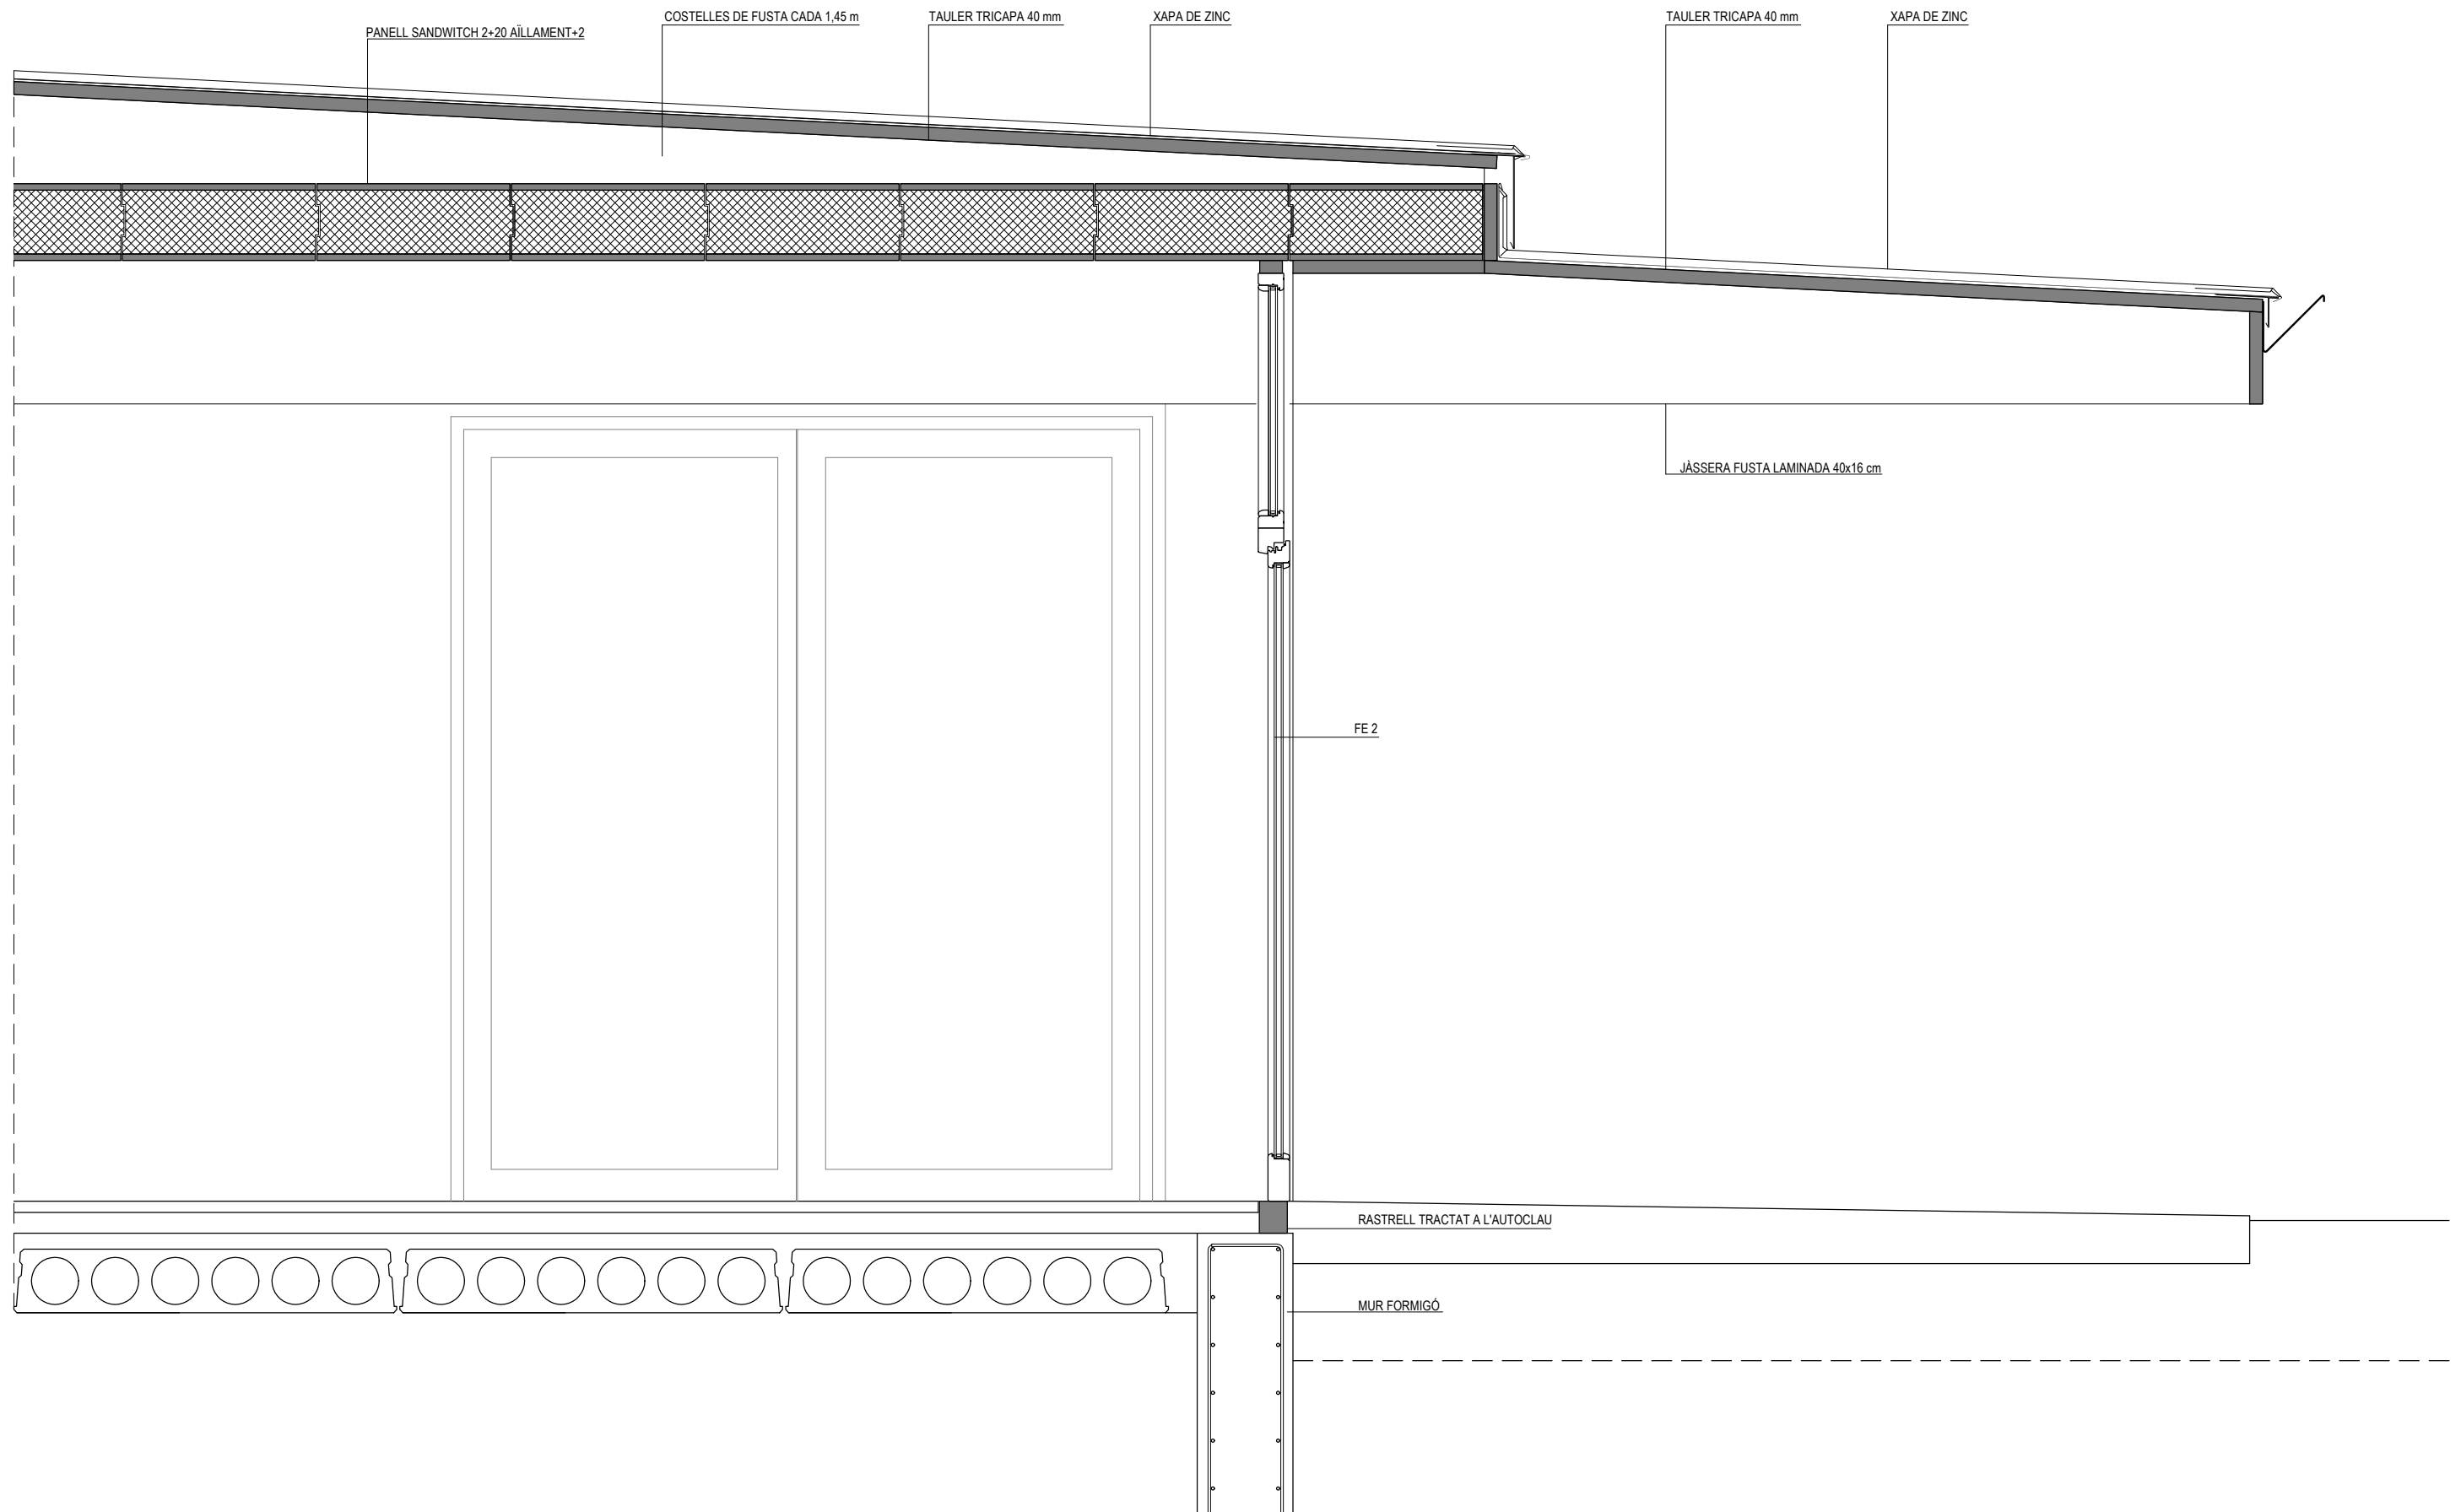 COSTELLES DE FUSTA CADA 1,45 m
TAULER TRICAPA 40 mm
XAPA DE ZINC
TAULER TRICAPA 40 mm
XAPA DE ZINC
PANELL SANDWITCH 2+20 AÏLLAMENT+2
JÀSSERA FUSTA LAMINADA 40x16 cm
FE 2
RASTRELL TRACTAT A L'AUTOCLAU
MUR FORMIGÓ